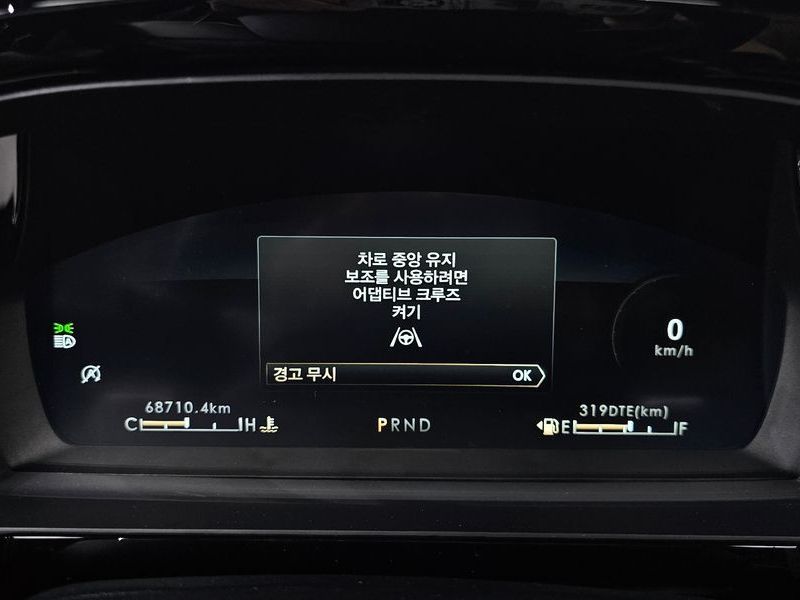 차로 중앙 유지
보조를 사용하려면
어댑티브 크루즈
켜기
경고 무시 OK
0
km/h
A
68710.4km
C H
PRND
319DTE(km)
E F